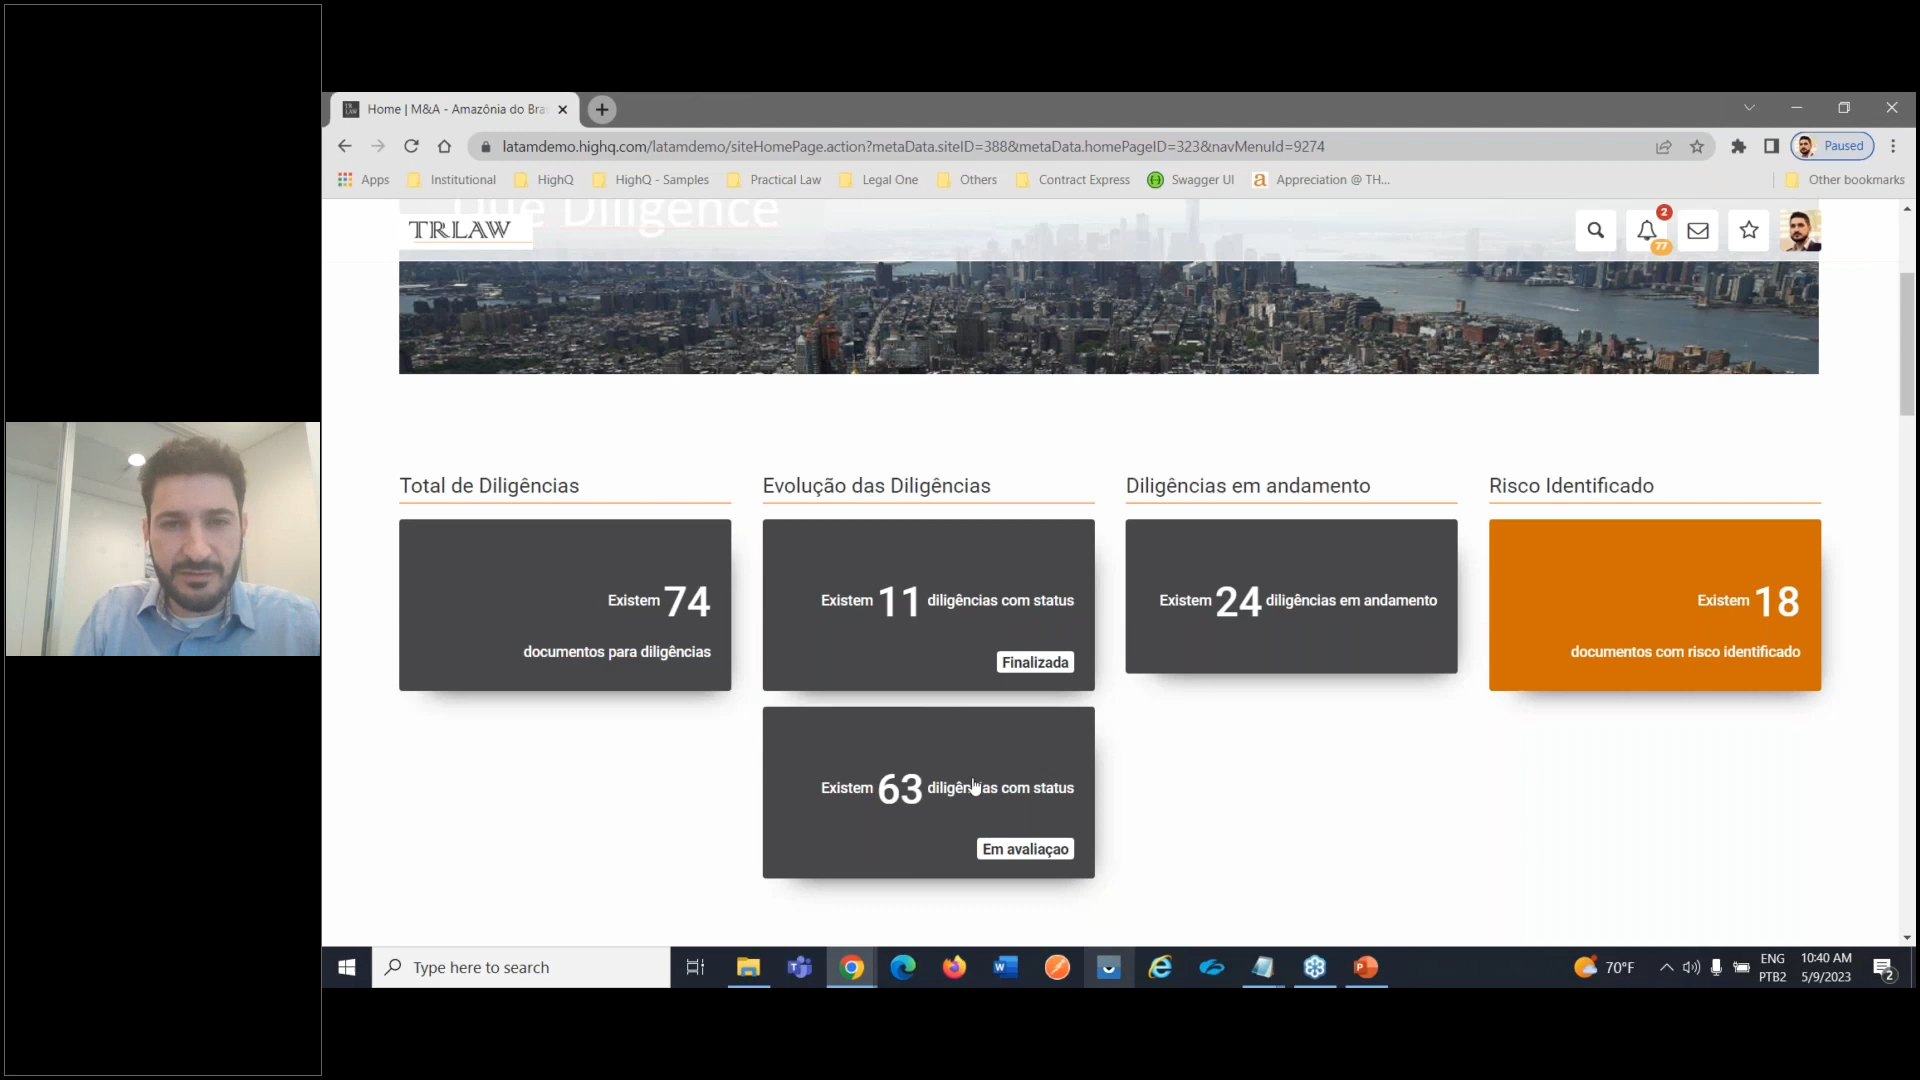 Home | M&A - Amazônia do Bra
latamdemo.highq.com/latamdemo/siteHomePage.action?metaData.siteID=388&metaData.homePageID=323&navMenuId=9274
Paused
Apps
Institutional
HighQ
HighQ - Samples
Practical Law
Legal One
Others
Contract Express
Swagger UI
Appreciation @ TH...
Other bookmarks
Due Diligence
TRLAW
2
77
Total de Diligências
Evolução das Diligências
Diligências em andamento
Risco Identificado
Existem 74
documentos para diligências
Existem 11 diligências com status
Finalizada
Existem 24 diligências em andamento
Existem 18
documentos com risco identificado
Existem 63 diligências com status
Em avaliaçao
Type here to search
70°F
ENG
PTB2
10:40 AM
5/9/2023
2